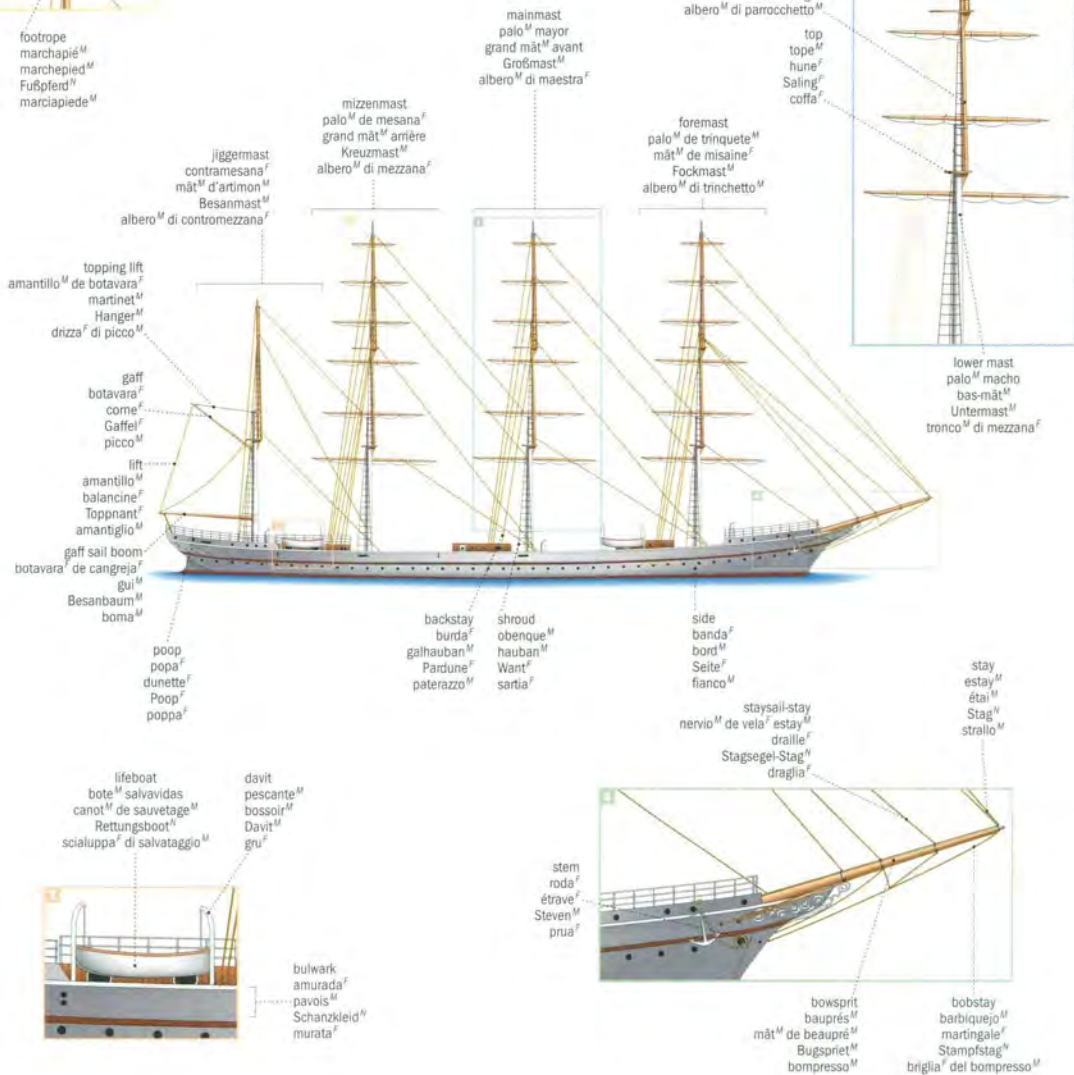 albero^M di parrocchetto^M
footrope
marchapié^M
marchepied^M
Fußpferd^N
marciapiede^M
mainmast
palo^M mayor
grand mât^M avant
Großmast^M
albero^M di maestra^F
top
tope^M
hune^F
Saling^F
coffa^F
mizzenmast
palo^M de mesana^F
grand mât^M arrière
Kreuzmast^M
albero^M di mezzana^F
foremast
palo^M de trinquete^M
mât^M de misaine^F
Fockmast^M
albero^M di trinchetto^M
jiggermast
contramesana^F
mât^M d'artimon^M
Besanmast^M
albero^M di contromezzana^F
topping lift
amantillo^M de botavara^F
martinet^M
Hanger^M
drizza^F di picco^M
gaff
botavara^F
corne^F
Gaffel^F
picco^M
lower mast
palo^M macho
bas-mât^M
Untermast^M
tronco^M di mezzana^F
lift
amantillo^M
balancine^F
Toppnant^F
amantiglio^M
gaff sail boom
botavara^F de cangreja^F
gui^M
Besanbaum^M
boma^M
poop
popa^F
dunette^F
Poop^F
poppa^F
backstay
burda^F
galhauban^M
Pardune^F
paterazzo^M
shroud
obenque^M
hauban^M
Want^F
sartia^F
side
banda^F
bord^M
Seite^F
fianco^M
stay
estay^M
étai^M
Stag^N
strallo^M
staysail-stay
nervio^M de vela^F estay^M
draille^F
Stagsegel-Stag^N
draglia^F
lifeboat
bote^M salvavidas
canot^M de sauvetage^M
Rettungsboot^N
scialuppa^F di salvataggio^M
davit
pescante^M
bossoir^M
Davit^M
gru^F
stem
roda^F
étrave^F
Steven^M
prua^F
bulwark
amurada^F
pavois^M
Schanzkleid^N
murata^F
bowsprit
bauprés^M
mât^M de beaupré^M
Bugspriet^M
bompresso^M
bobstay
barbiquejo^M
martingale^F
Stampfstag^N
briglia^F del bompresso^M